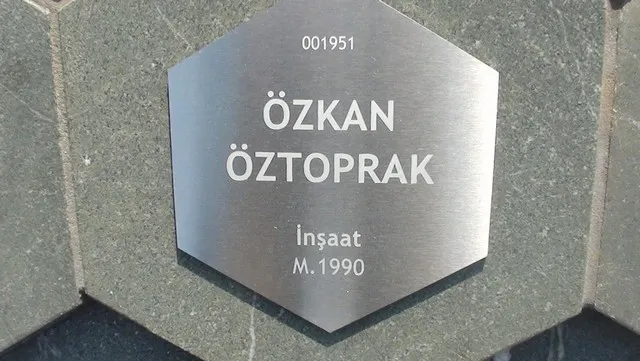 001951
ÖZKAN
ÖZTOPRAK
İnşaat
M.1990